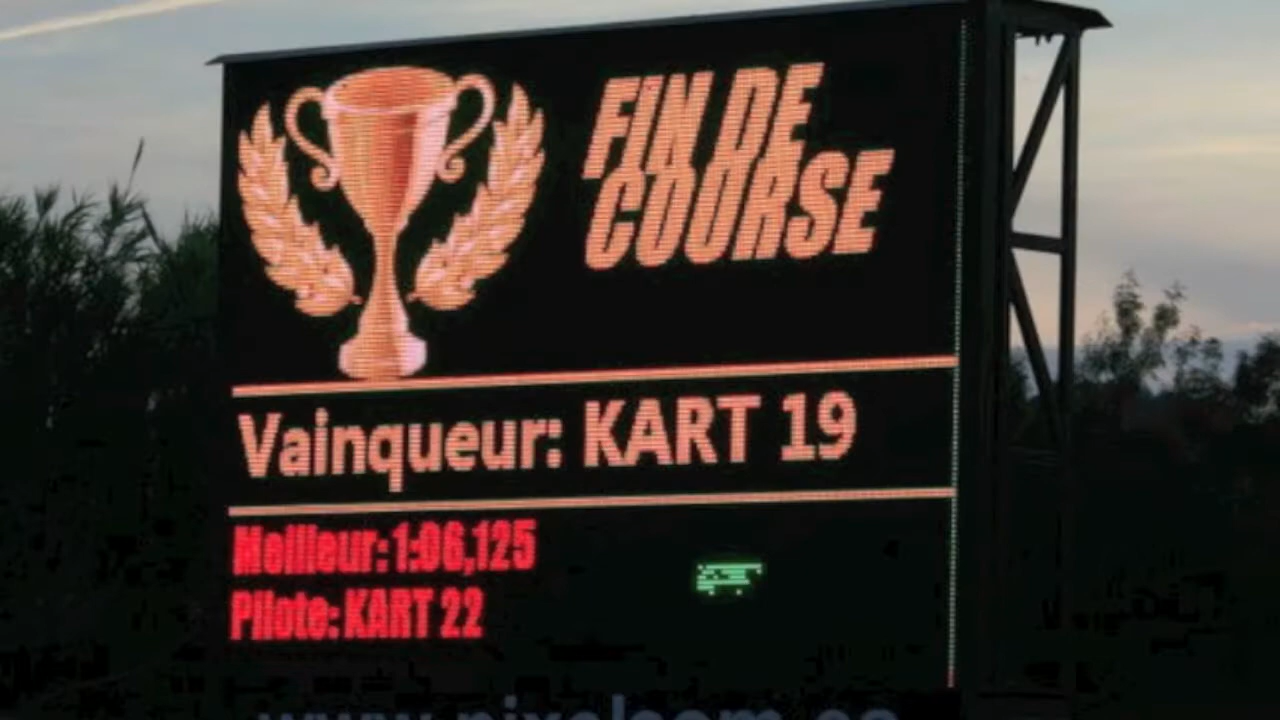 FIN DE
COURSE
Vainqueur: KART 19
Meilleur: 1:06,125
Pilote: KART 22